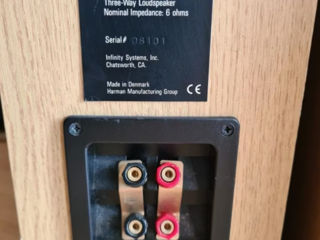 Three-Way Loudspeaker
Nominal Impedance: 6 ohms
Serial# 08101
Infinity Systems, Inc.
Chatsworth, CA.
Made in Denmark
Harman Manufacturing Group
CE